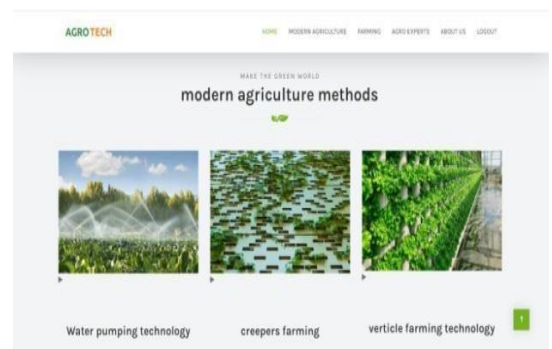 AGROTECH
HOME MODERN AGRICULTURE FARMING AGRO EXPERTS ABOUT US LOGOUT
MAKE THE GREEN WORLD
modern agriculture methods
Water pumping technology creepers farming verticle farming technology